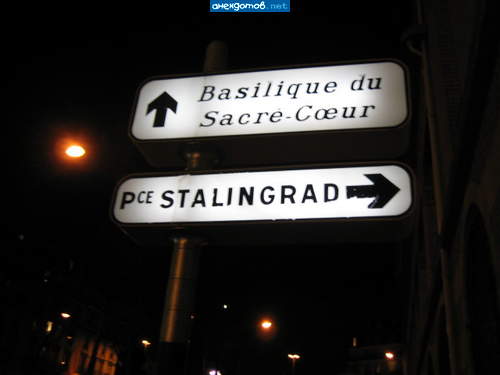 анекдотов.net
Basilique du
Sacré-Cœur
PCE STALINGRAD